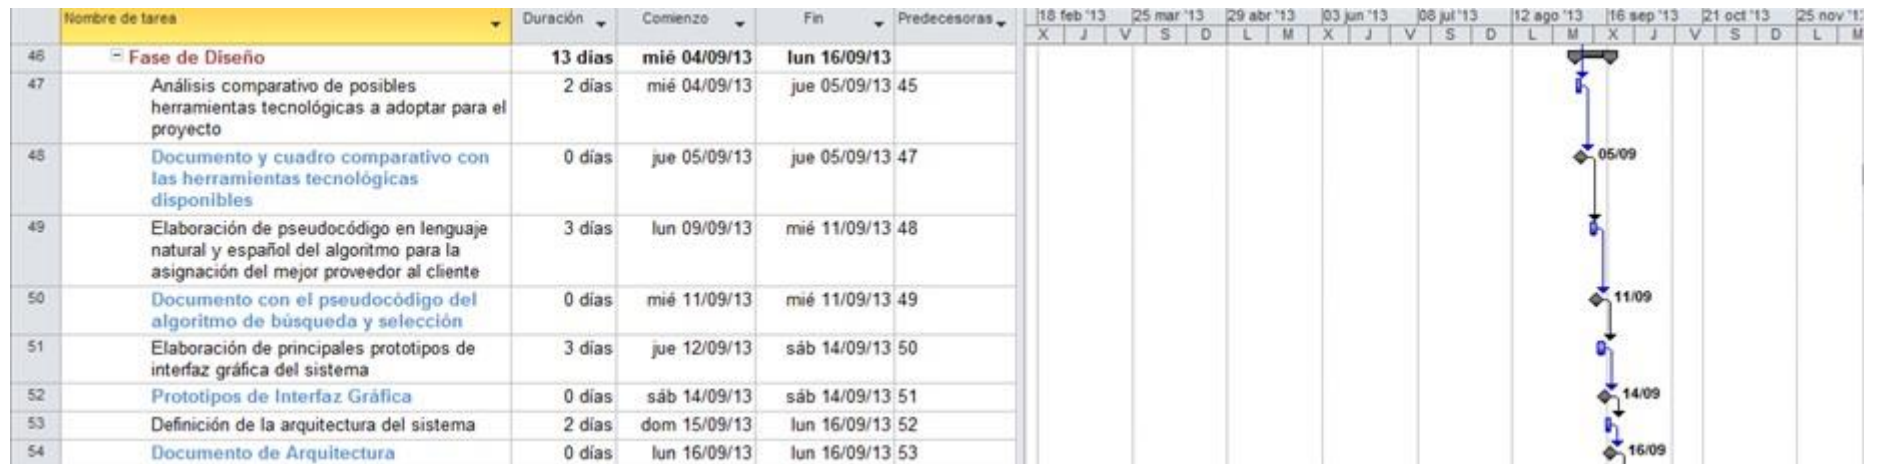 Nombre de tarea Duración Comienzo Fin Predecesoras 18 feb '13 25 mar '13 29 abr '13 03 jun '13 08 jul '13 12 ago '13 16 sep '13 21 oct '13 25 nov '1
X J V S D L M X J V S D L M X J V S D L M
46 Fase de Diseño 13 días mié 04/09/13 lun 16/09/13
47 Análisis comparativo de posibles 2 días mié 04/09/13 jue 05/09/13 45
herramientas tecnológicas a adoptar para el
proyecto
48 Documento y cuadro comparativo con 0 días jue 05/09/13 jue 05/09/13 47 05/09
las herramientas tecnológicas
disponibles
49 Elaboración de pseudocódigo en lenguaje 3 días lun 09/09/13 mié 11/09/13 48
natural y español del algoritmo para la
asignación del mejor proveedor al cliente
50 Documento con el pseudocódigo del 0 días mié 11/09/13 mié 11/09/13 49 11/09
algoritmo de búsqueda y selección
51 Elaboración de principales prototipos de 3 días jue 12/09/13 sáb 14/09/13 50
interfaz gráfica del sistema
52 Prototipos de Interfaz Gráfica 0 días sáb 14/09/13 sáb 14/09/13 51 14/09
53 Definición de la arquitectura del sistema 2 días dom 15/09/13 lun 16/09/13 52
54 Documento de Arquitectura 0 días lun 16/09/13 lun 16/09/13 53 16/09